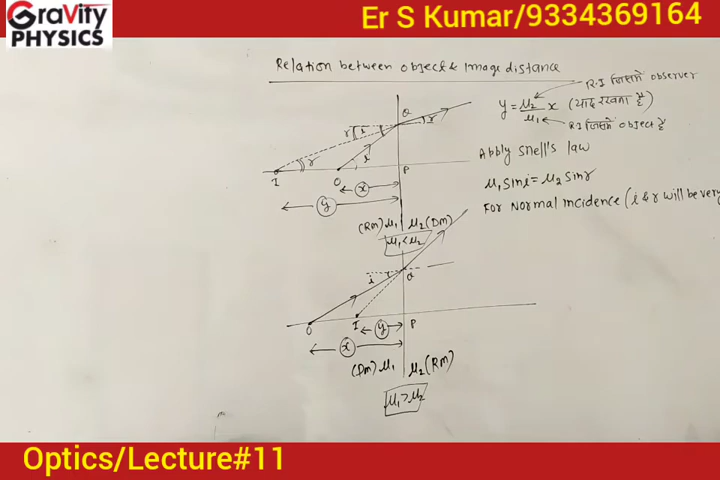 GraVity
PHYSICS
Er S Kumar/9334369164
Relation between object & Image distance
R.I जिसमें observer
y = μ2/μ1 x (याद रखना है)
R.I जिसमें object है
Apply snell's law
μ1 sin i = μ2 sin r
For Normal incidence (i & r will be very
Q
r i r
r i
I O P
x
y
(RM) μ1 μ2 (DM)
μ1 < μ2
i Q
O I P
y
x
(DM) μ1 μ2 (RM)
μ1 > μ2
Optics/Lecture#11